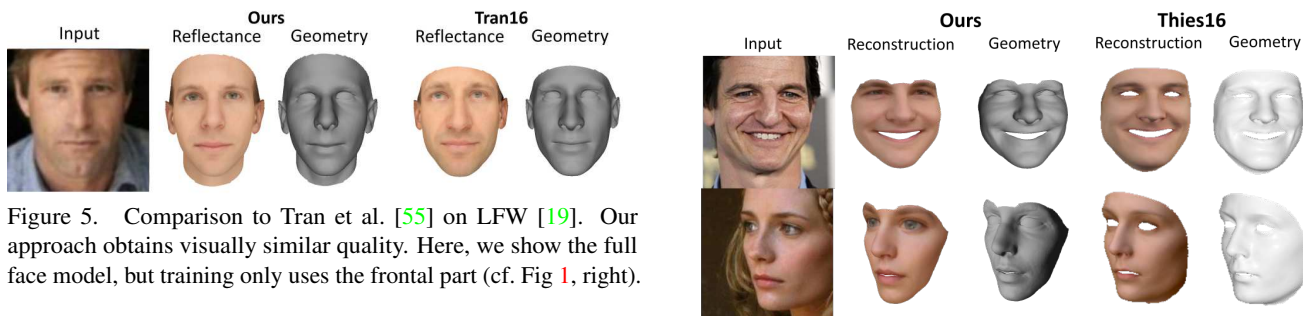 Ours Tran16
Input Reflectance Geometry Reflectance Geometry
Figure 5. Comparison to Tran et al. [55] on LFW [19]. Our
approach obtains visually similar quality. Here, we show the full
face model, but training only uses the frontal part (cf. Fig 1, right).
Ours Thies16
Input Reconstruction Geometry Reconstruction Geometry